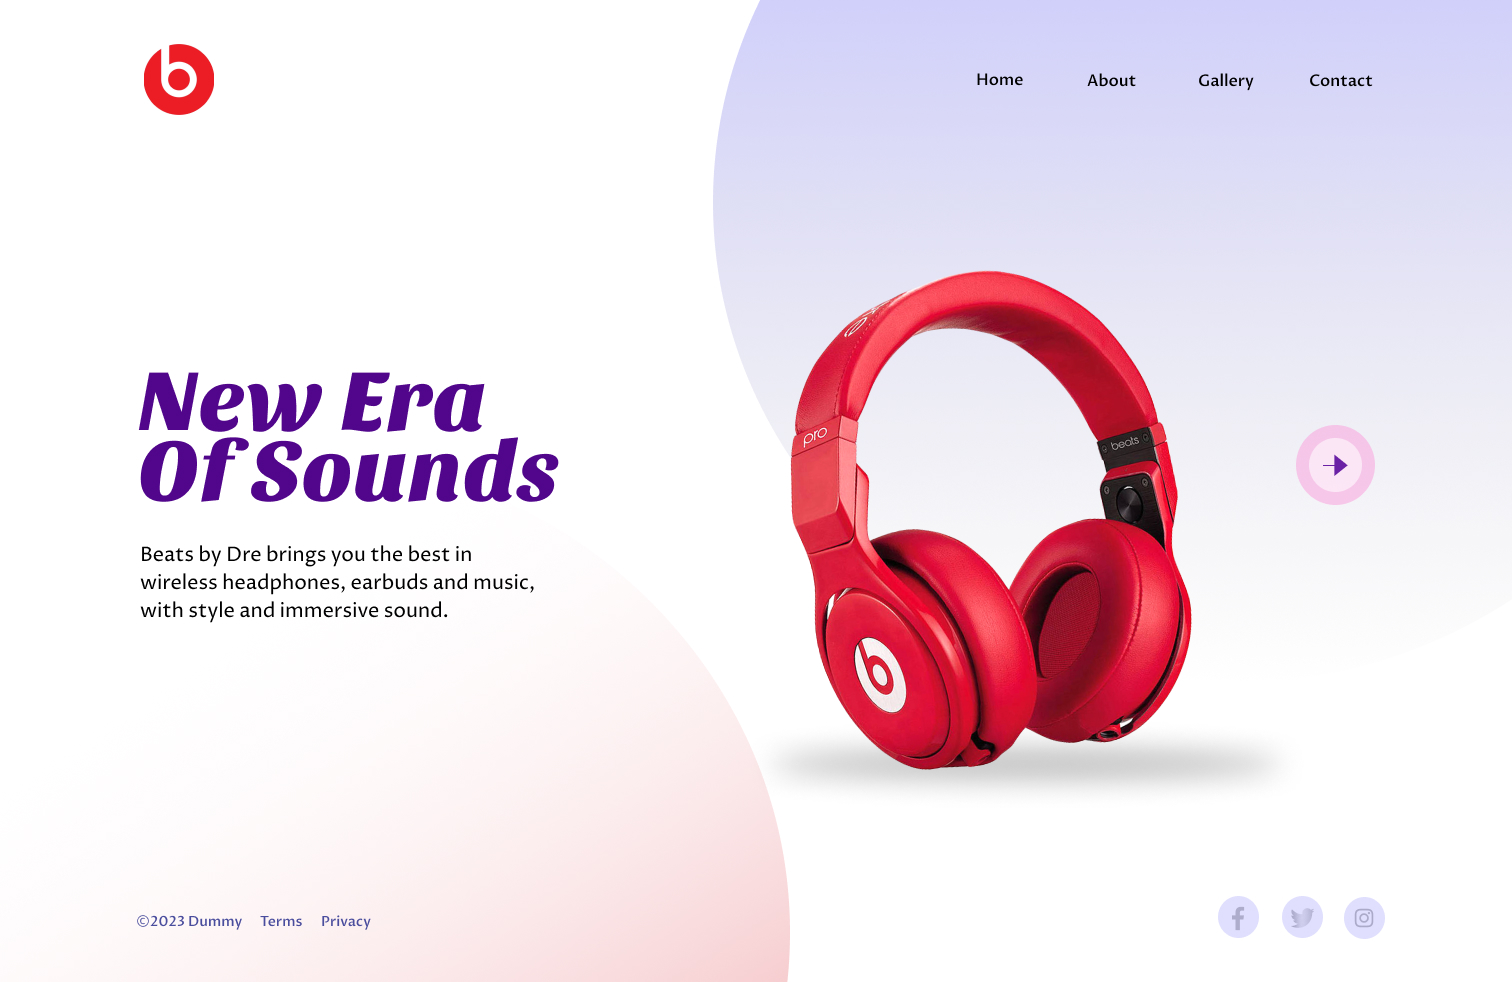 Home About Gallery Contact
New Era
Of Sounds
Beats by Dre brings you the best in
wireless headphones, earbuds and music,
with style and immersive sound.
pro
beats
©2023 Dummy Terms Privacy